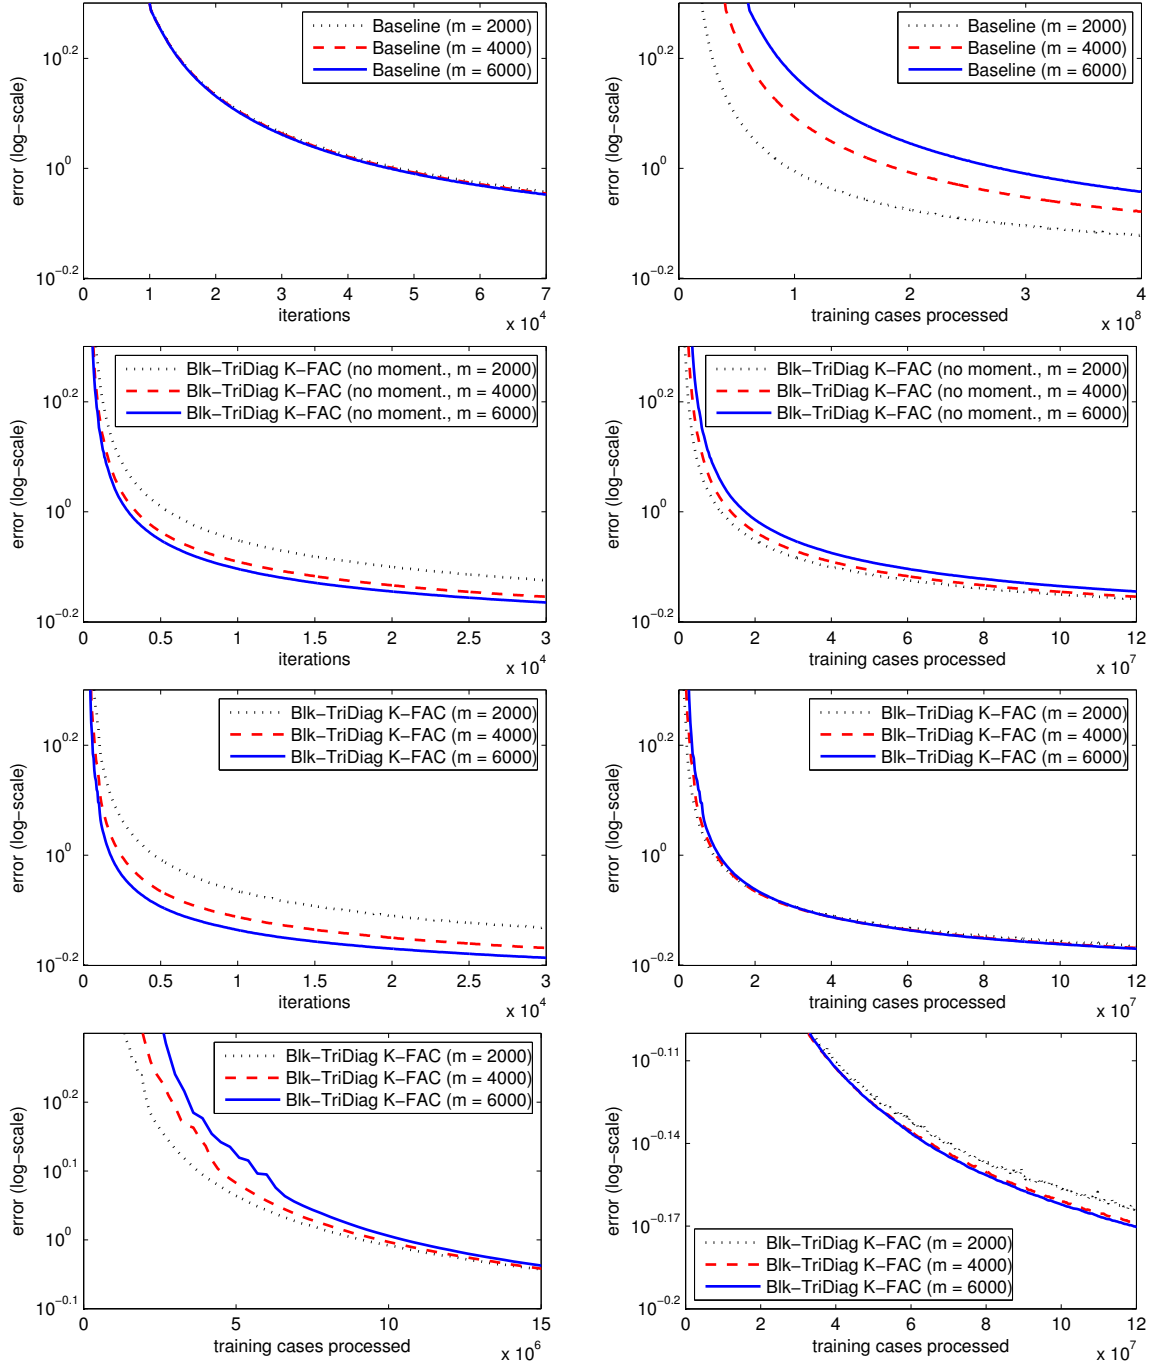 Baseline (m = 2000)
Baseline (m = 4000)
Baseline (m = 6000)
error (log−scale)
10^0.2
10^0
10^−0.2
0 1 2 3 4 5 6 7
iterations
x 10^4
Baseline (m = 2000)
Baseline (m = 4000)
Baseline (m = 6000)
error (log−scale)
10^0.2
10^0
10^−0.2
0 1 2 3 4
training cases processed
x 10^8
Blk−TriDiag K−FAC (no moment., m = 2000)
Blk−TriDiag K−FAC (no moment., m = 4000)
Blk−TriDiag K−FAC (no moment., m = 6000)
error (log−scale)
10^0.2
10^0
10^−0.2
0 0.5 1 1.5 2 2.5 3
iterations
x 10^4
Blk−TriDiag K−FAC (no moment., m = 2000)
Blk−TriDiag K−FAC (no moment., m = 4000)
Blk−TriDiag K−FAC (no moment., m = 6000)
error (log−scale)
10^0.2
10^0
10^−0.2
0 2 4 6 8 10 12
training cases processed
x 10^7
Blk−TriDiag K−FAC (m = 2000)
Blk−TriDiag K−FAC (m = 4000)
Blk−TriDiag K−FAC (m = 6000)
error (log−scale)
10^0.2
10^0
10^−0.2
0 0.5 1 1.5 2 2.5 3
iterations
x 10^4
Blk−TriDiag K−FAC (m = 2000)
Blk−TriDiag K−FAC (m = 4000)
Blk−TriDiag K−FAC (m = 6000)
error (log−scale)
10^0.2
10^0
10^−0.2
0 2 4 6 8 10 12
training cases processed
x 10^7
Blk−TriDiag K−FAC (m = 2000)
Blk−TriDiag K−FAC (m = 4000)
Blk−TriDiag K−FAC (m = 6000)
error (log−scale)
10^0.2
10^0.1
10^0
10^−0.1
0 5 10 15
training cases processed
x 10^6
10^−0.11
10^−0.14
10^−0.17
10^−0.2
error (log−scale)
Blk−TriDiag K−FAC (m = 2000)
Blk−TriDiag K−FAC (m = 4000)
Blk−TriDiag K−FAC (m = 6000)
0 2 4 6 8 10 12
training cases processed
x 10^7